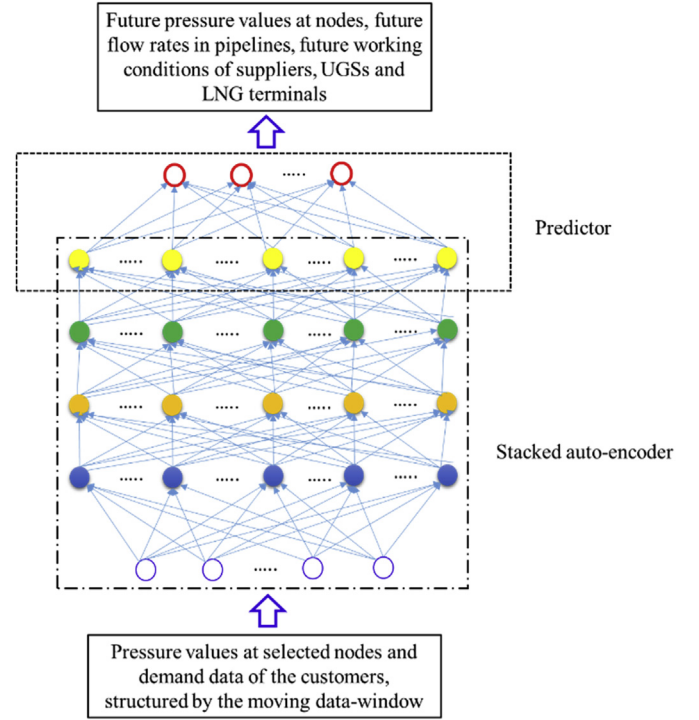 Future pressure values at nodes, future
flow rates in pipelines, future working
conditions of suppliers, UGSs and
LNG terminals
Predictor
Stacked auto-encoder
Pressure values at selected nodes and
demand data of the customers,
structured by the moving data-window